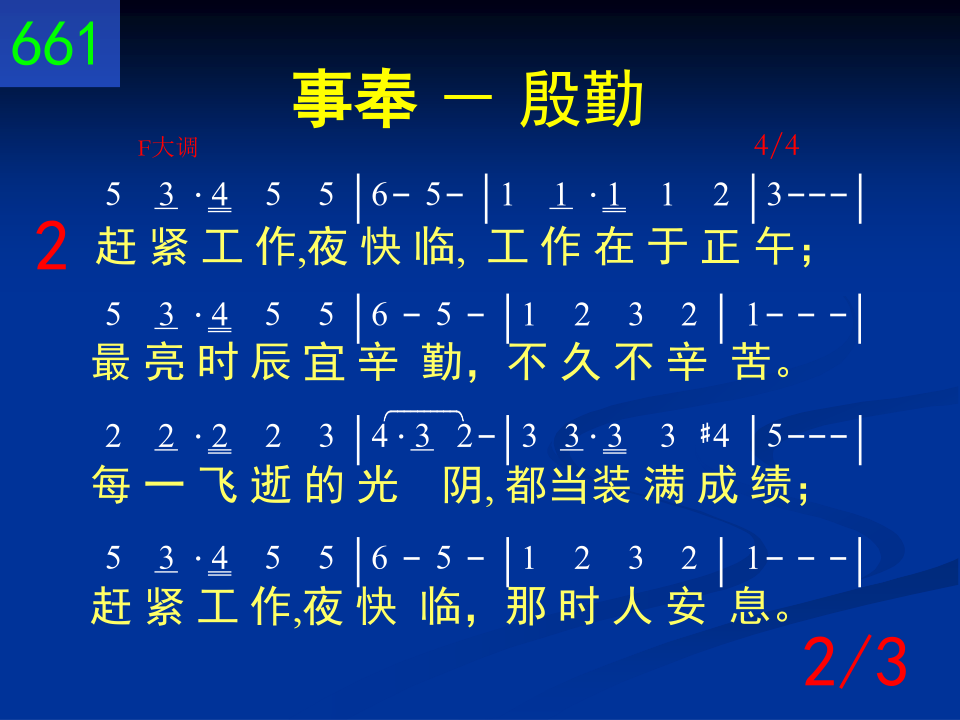 661
事奉 － 殷勤
F大调 4/4
5 3 · 4 5 5 | 6 - 5 - | 1 1 · 1 1 2 | 3 - - - |
2
赶 紧 工 作,夜 快 临, 工 作 在 于 正 午；
5 3 · 4 5 5 | 6 - 5 - | 1 2 3 2 | 1 - - - |
最 亮 时 辰 宜 辛 勤，不 久 不 辛 苦。
2 2 · 2 2 3 | 4 · 3 2 - | 3 3 · 3 3 #4 | 5 - - - |
每 一 飞 逝 的 光 阴, 都当装 满 成 绩；
5 3 · 4 5 5 | 6 - 5 - | 1 2 3 2 | 1 - - - |
赶 紧 工 作,夜 快 临，那 时 人 安 息。
2/3